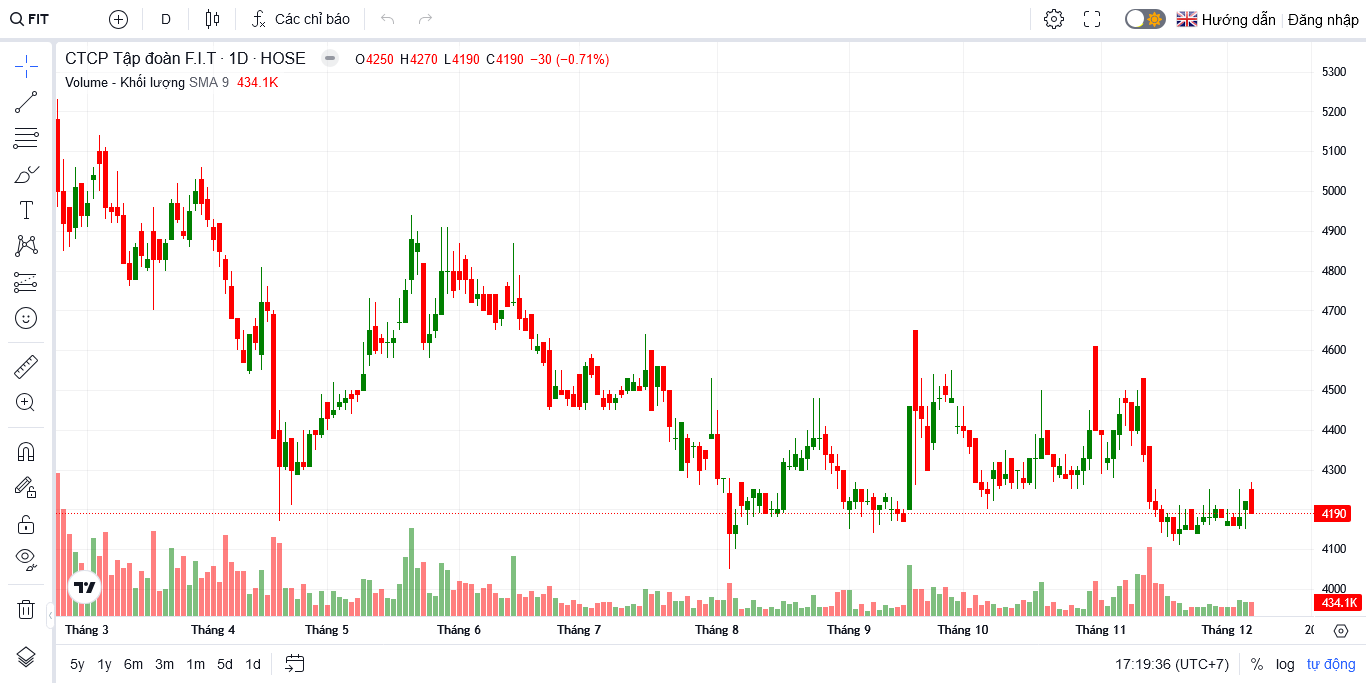 FIT D Các chỉ báo Hướng dẫn Đăng nhập
CTCP Tập đoàn F.I.T · 1D · HOSE O4250 H4270 L4190 C4190 −30 (−0.71%)
Volume - Khối lượng SMA 9 434.1K
5300
5200
5100
5000
4900
4800
4700
4600
4500
4400
4300
4190
4100
4000
434.1K
Tháng 3 Tháng 4 Tháng 5 Tháng 6 Tháng 7 Tháng 8 Tháng 9 Tháng 10 Tháng 11 Tháng 12
5y 1y 6m 3m 1m 5d 1d 17:19:36 (UTC+7) % log tự động